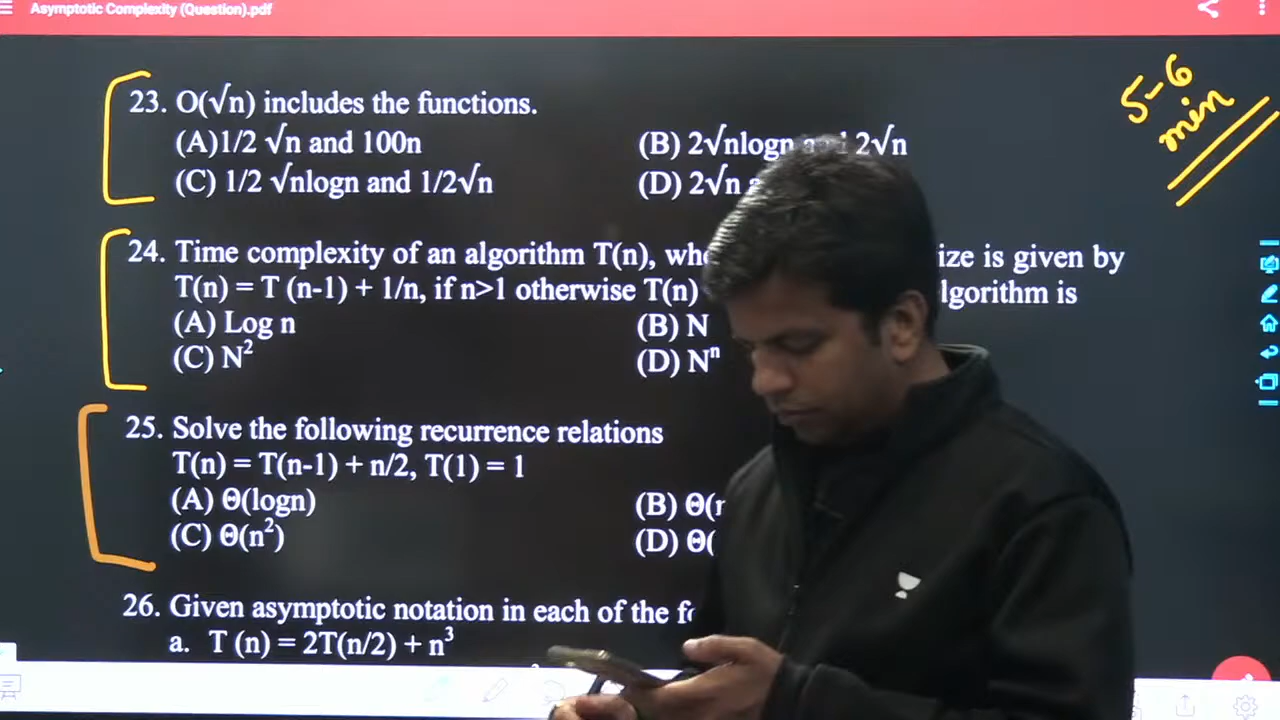 Asymptotic Complexity (Question).pdf
5-6
min
23. O(√n) includes the functions.
(A)1/2 √n and 100n
(B) 2√nlogn and 2√n
(C) 1/2 √nlogn and 1/2√n
(D) 2√n
24. Time complexity of an algorithm T(n), ize is given by
T(n) = T (n-1) + 1/n, if n>1 otherwise T(n) lgorithm is
(A) Log n
(B) N
(C) N²
(D) Nⁿ
25. Solve the following recurrence relations
T(n) = T(n-1) + n/2, T(1) = 1
(A) Θ(logn)
(B) Θ(
(C) Θ(n²)
(D) Θ(
26. Given asymptotic notation in each of the
a. T (n) = 2T(n/2) + n³